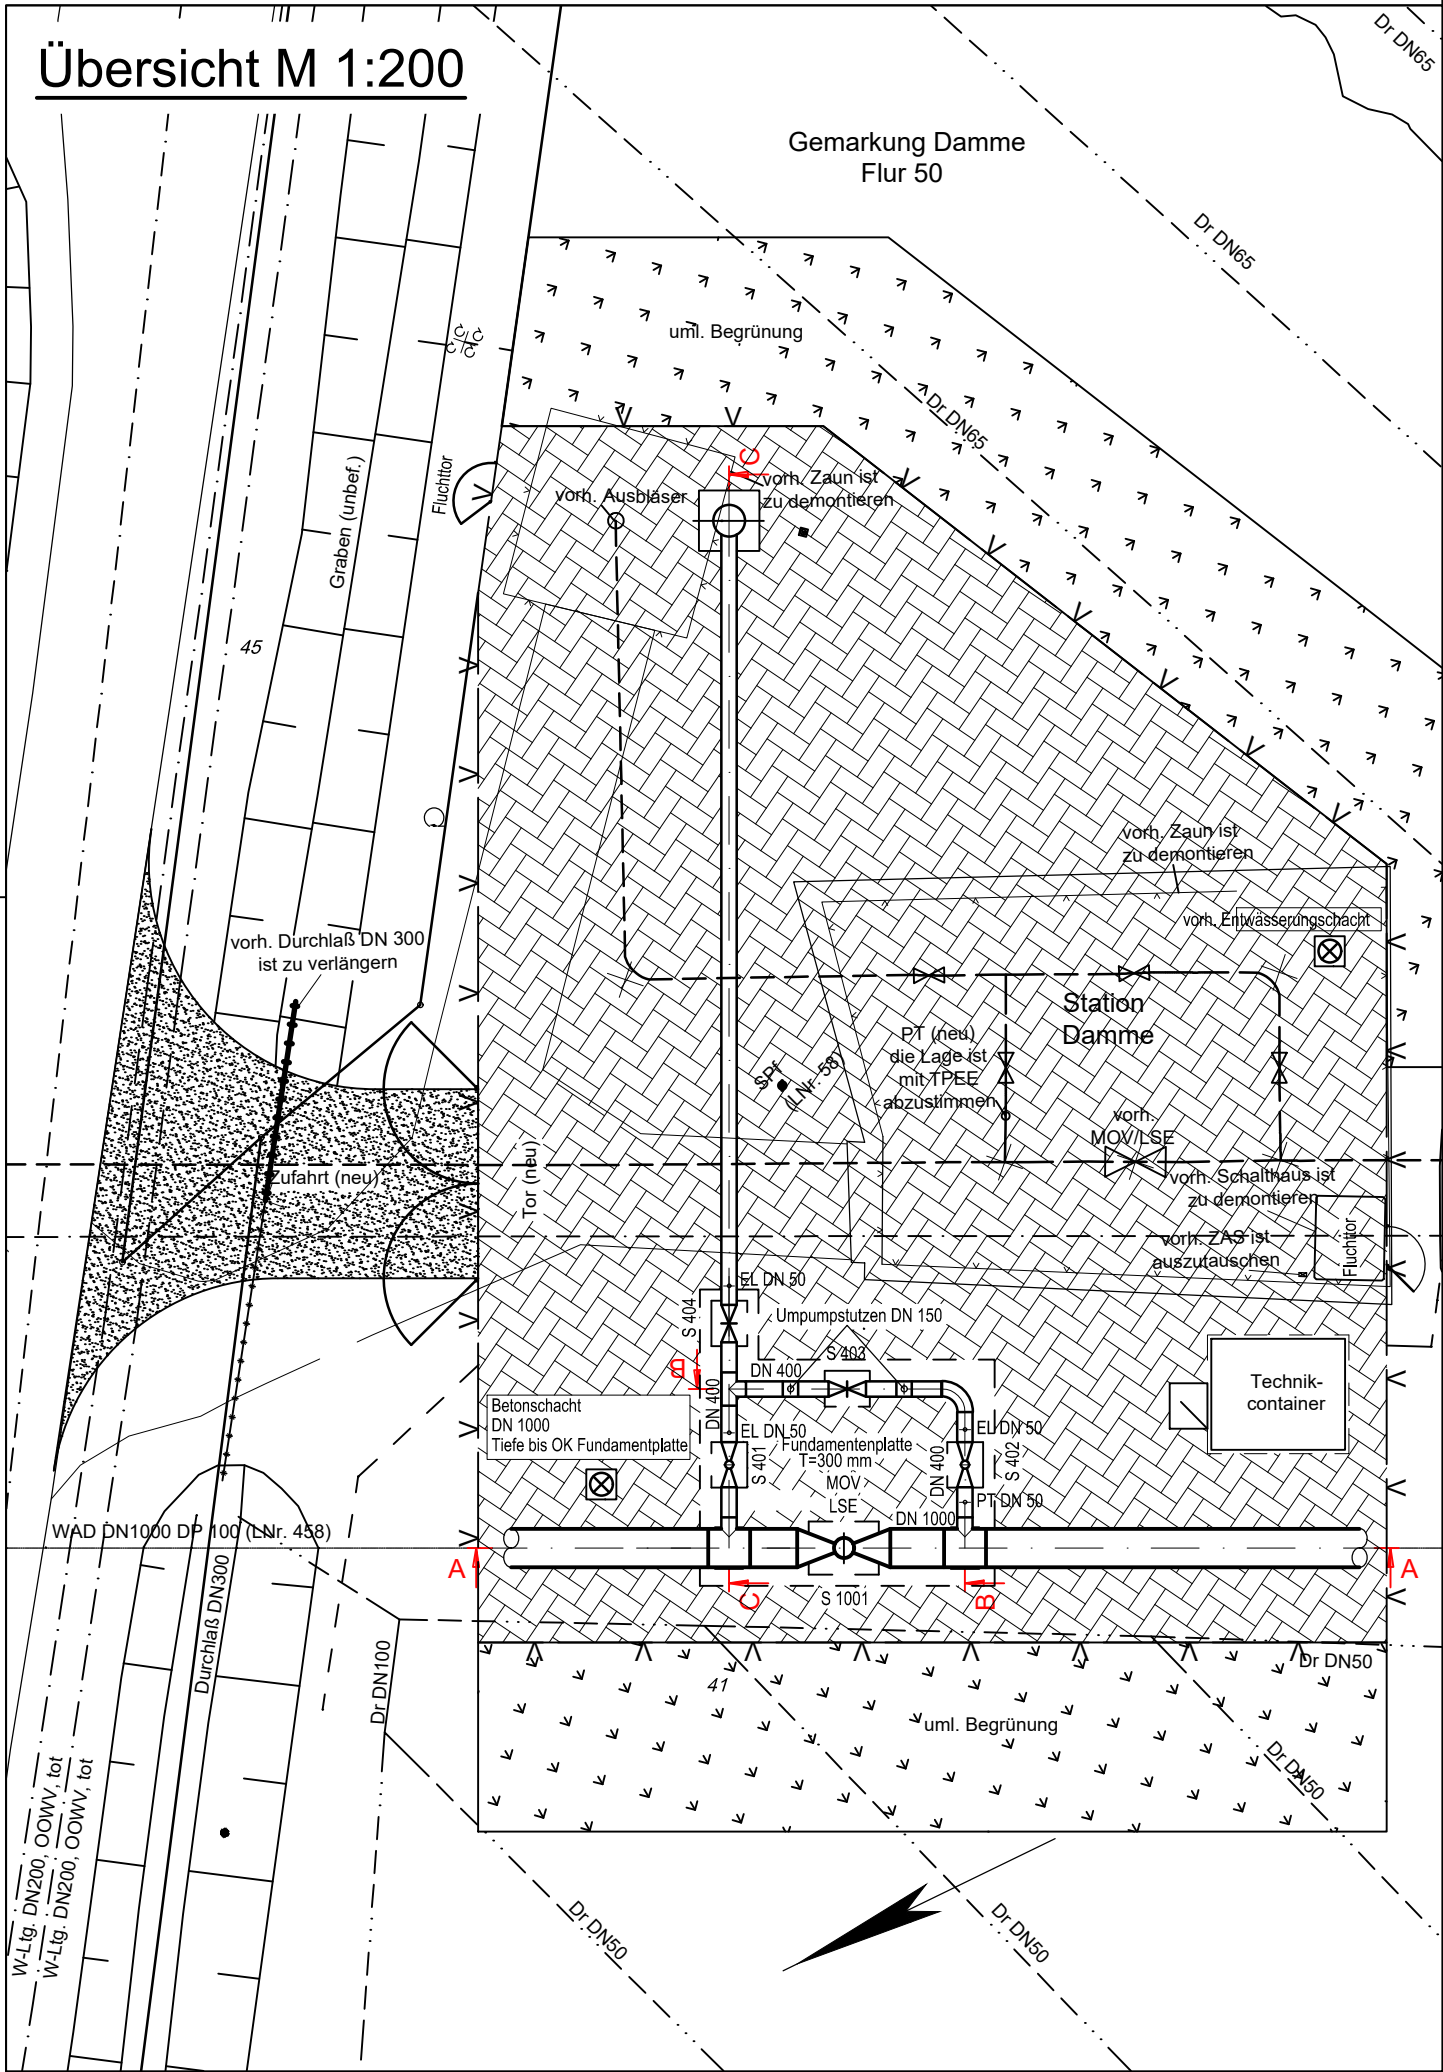 Übersicht M 1:200
Dr DN65
Gemarkung Damme
Flur 50
Dr DN65
uml. Begrünung
Dr DN65
Graben (unbef.)
Fluchttor
vorh. Ausbläser
C
vorh. Zaun ist
zu demontieren
45
vorh. Zaun ist
zu demontieren
vorh. Entwässerungschacht
vorh. Durchlaß DN 300
ist zu verlängern
Station
Damme
PT (neu)
die Lage ist
mit TPEE
abzustimmen
SPf
(LNr. 58)
vorh.
MOV/LSE
Zufahrt (neu)
Tor (neu)
vorh. Schalthaus ist
zu demontieren
vorh. ZAS ist
auszutauschen
Fluchttor
EL DN 50
S 404
Umpumpstutzen DN 150
S 403
B
DN 400
DN 400
Technik-
container
Betonschacht
DN 1000
Tiefe bis OK Fundamentplatte
EL DN 50
EL DN 50
S 401
Fundamentenplatte
T=300 mm
MOV
LSE
DN 400
S 402
PT DN 50
DN 1000
WAD DN1000 DP 100 (LNr. 458)
A
A
C
S 1001
B
Durchlaß DN300
Dr DN100
Dr DN50
41
uml. Begrünung
Dr DN50
W-Ltg. DN200, OOWV, tot
W-Ltg. DN200, OOWV, tot
Dr DN50
Dr DN50